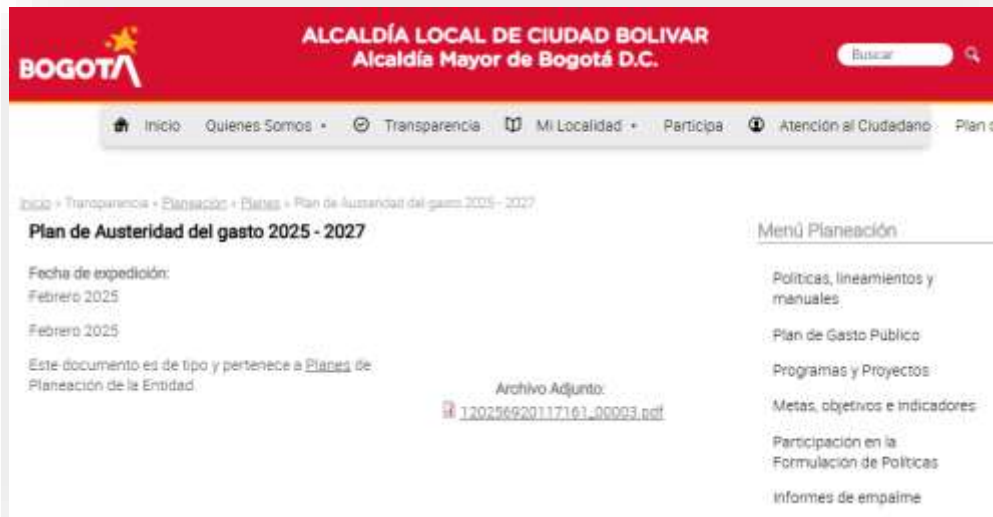 BOGOTÁ
ALCALDÍA LOCAL DE CIUDAD BOLIVAR
Alcaldía Mayor de Bogotá D.C.
Buscar
Inicio Quienes Somos Transparencia Mi Localidad Participa Atención al Ciudadano Plan
Inicio » Transparencia » Planeación » Planes » Plan de Austeridad del gasto 2025 - 2027
Plan de Austeridad del gasto 2025 - 2027
Fecha de expedición:
Febrero 2025
Febrero 2025
Este documento es de tipo y pertenece a Planes de
Planeación de la Entidad
Archivo Adjunto:
120256920117161_00003.pdf
Menú Planeación
Políticas, lineamientos y
manuales
Plan de Gasto Público
Programas y Proyectos
Metas, objetivos e Indicadores
Participación en la
Formulación de Políticas
Informes de empalme